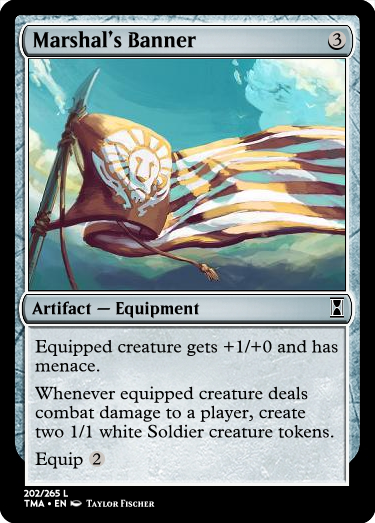 Marshal's Banner 3
Artifact — Equipment
Equipped creature gets +1/+0 and has
menace.
Whenever equipped creature deals
combat damage to a player, create
two 1/1 white Soldier creature tokens.
Equip 2
202/265 L
TMA • EN Taylor Fischer